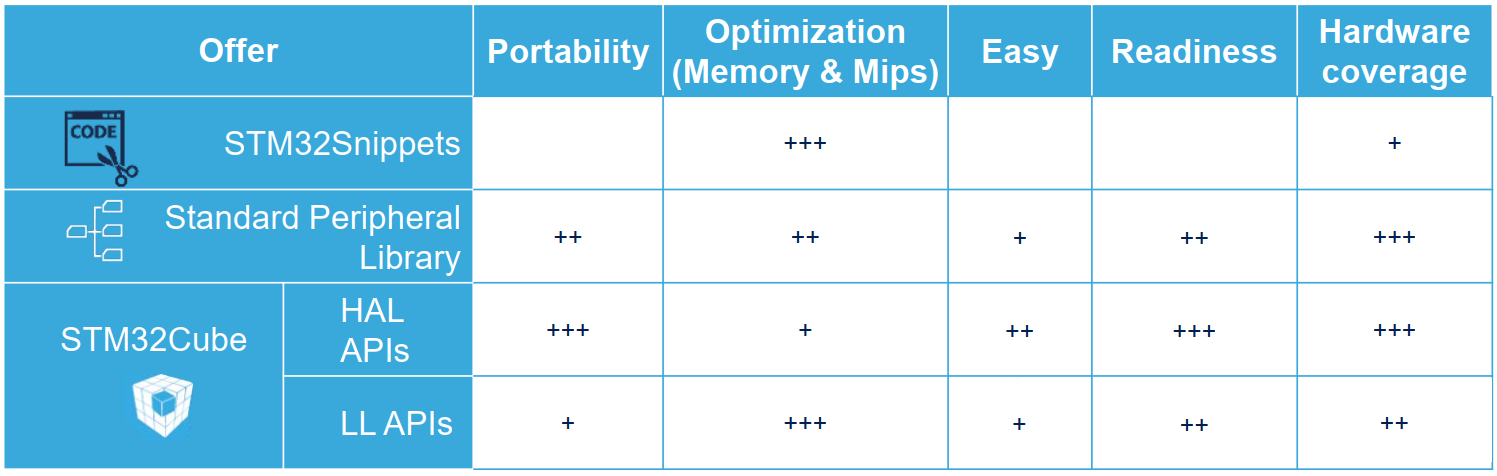 Offer Portability Optimization (Memory & Mips) Easy Readiness Hardware coverage
CODE STM32Snippets +++ +
Standard Peripheral Library ++ ++ + ++ +++
STM32Cube HAL APIs +++ + ++ +++ +++
LL APIs + +++ + ++ ++